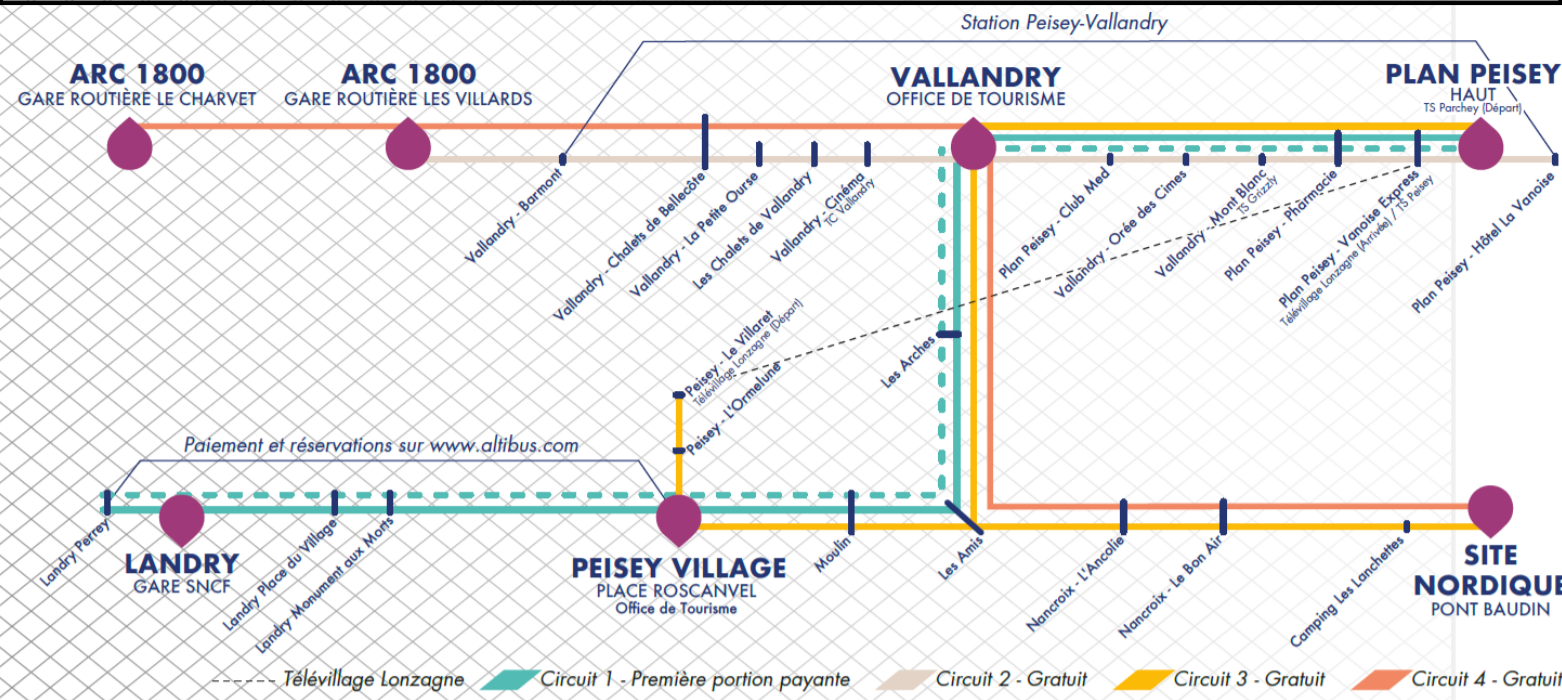 Station Peisey-Vallandry
ARC 1800
GARE ROUTIÈRE LE CHARVET
ARC 1800
GARE ROUTIÈRE LES VILLARDS
VALLANDRY
OFFICE DE TOURISME
PLAN PEISEY
HAUT
TS Parchey (Départ)
Vallandry - Barmont
Vallandry - Chalets de Bellecôte
Vallandry - La Petite Ourse
Les Chalets de Vallandry
Vallandry - Cinéma
TC Vallandry
Plan Peisey - Club Med
Vallandry - Orée des Cimes
Vallandry - Mont Blanc
TS Grizzly
Plan Peisey - Pharmacie
Plan Peisey - Vanoise Express
Télévillage Lonzagne (Arrivée) / TS Peisey
Plan Peisey - Hôtel La Vanoise
Peisey - Le Villaret
Télévillage Lonzagne (Départ)
Peisey - L'Ormelune
Les Arches
Paiement et réservations sur www.altibus.com
Landry Perrey
LANDRY
GARE SNCF
Landry Place du Village
Landry Monument aux Morts
PEISEY VILLAGE
PLACE ROSCANVEL
Office de Tourisme
Moulin
Les Amis
Nancroix - L'Ancolie
Nancroix - Le Bon Air
Camping Les Lanchettes
SITE
NORDIQUE
PONT BAUDIN
Télévillage Lonzagne
Circuit 1 - Première portion payante
Circuit 2 - Gratuit
Circuit 3 - Gratuit
Circuit 4 - Gratuit